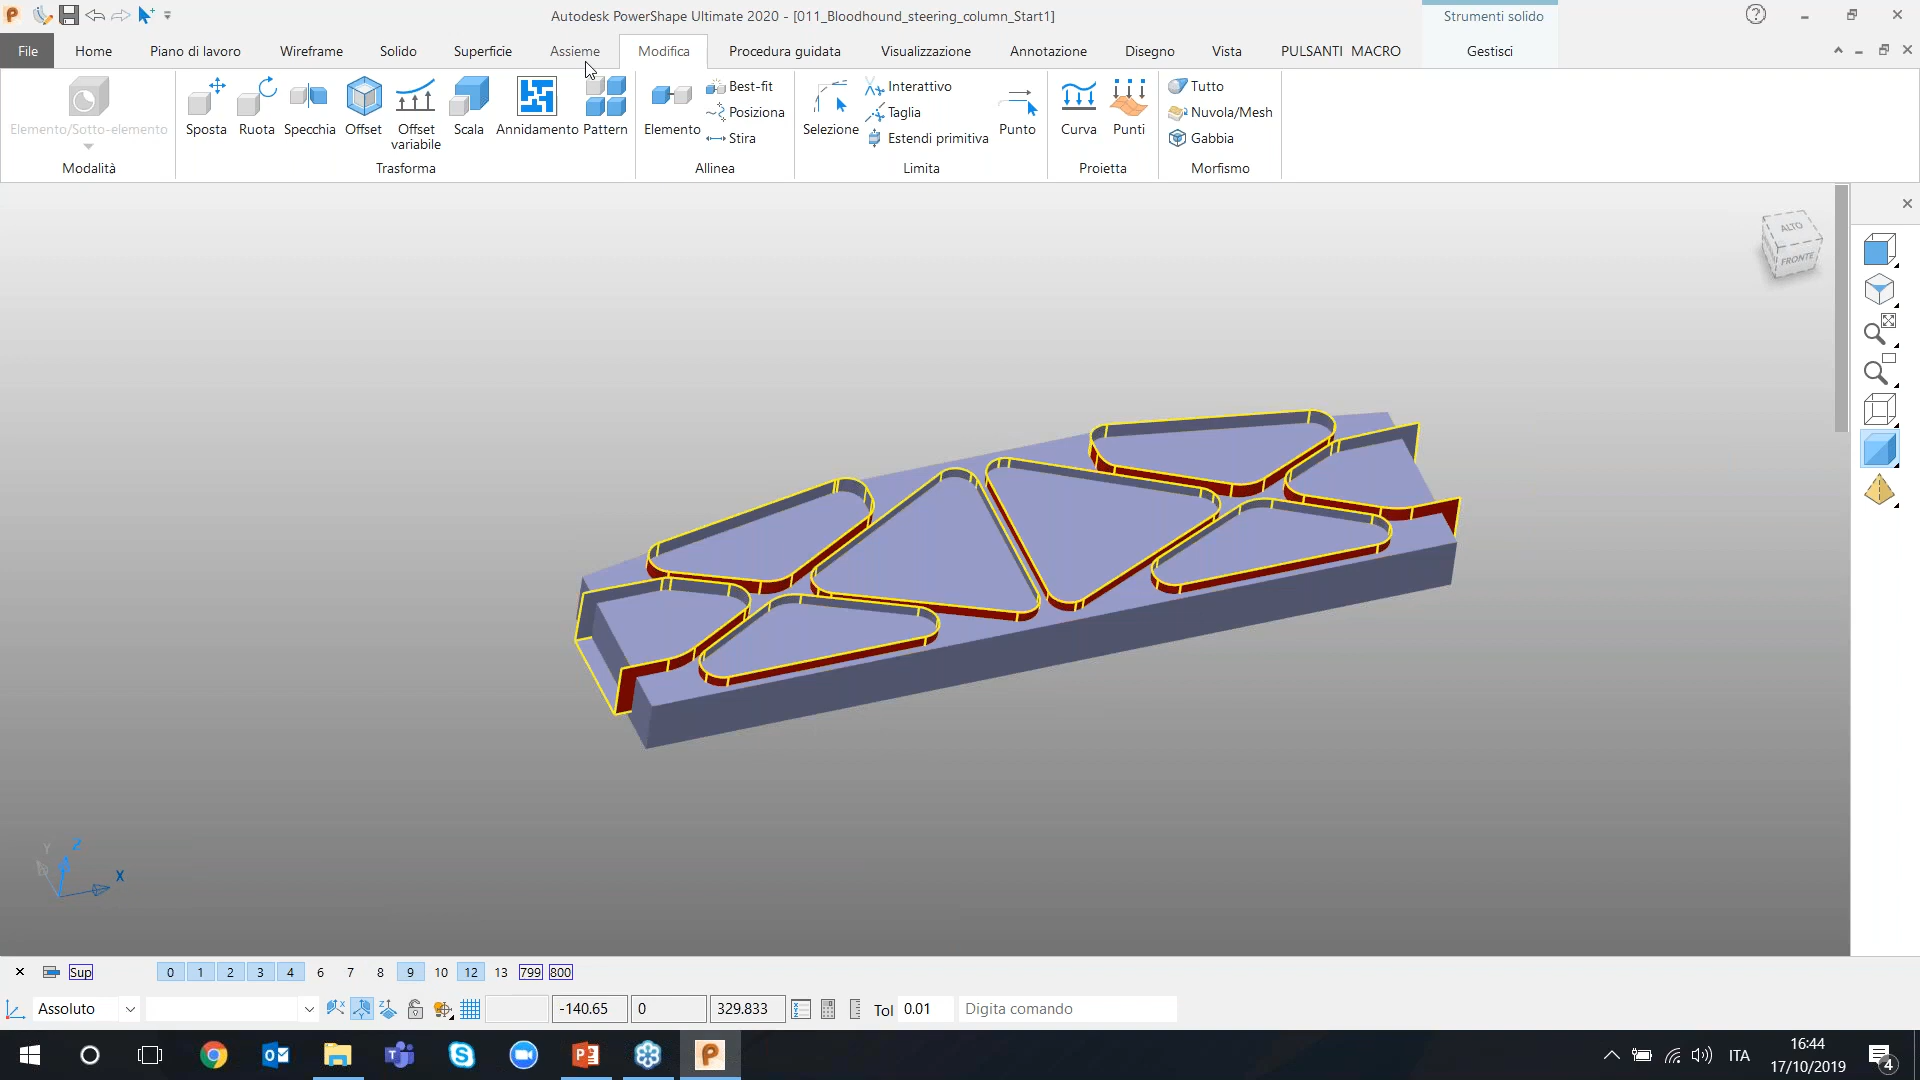 Autodesk PowerShape Ultimate 2020 - [011_Bloodhound_steering_column_Start1]
Strumenti solido
File Home Piano di lavoro Wireframe Solido Superficie Assieme Modifica Procedura guidata Visualizzazione Annotazione Disegno Vista PULSANTI MACRO Gestisci
Elemento/Sotto-elemento
Modalità
Sposta Ruota Specchia Offset Offset variabile Scala Annidamento Pattern
Trasforma
Elemento
Best-fit
Posiziona
Stira
Allinea
Selezione
Interattivo
Taglia
Estendi primitiva
Punto
Limita
Curva Punti
Proietta
Tutto
Nuvola/Mesh
Gabbia
Morfismo
ALTO
FRONTE
Y Z X
Sup 0 1 2 3 4 6 7 8 9 10 12 13 799 800
Assoluto -140.65 0 329.833 Tol 0.01 Digita comando
ITA
16:44
17/10/2019
4